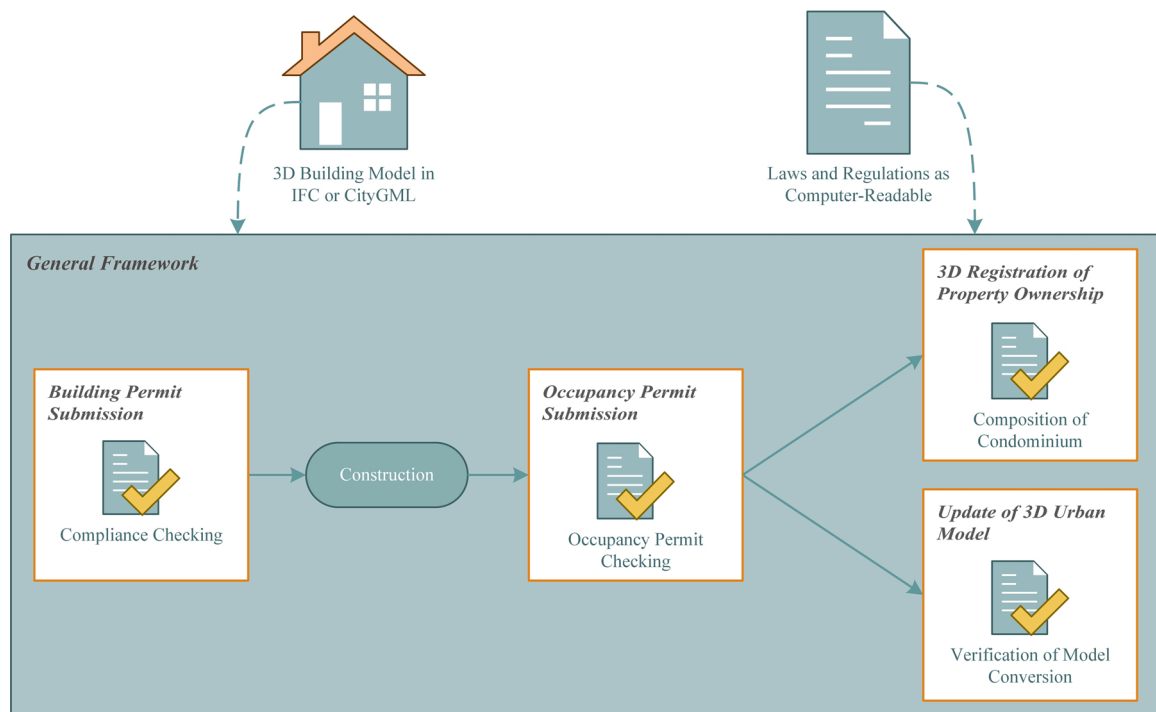 3D Building Model in
IFC or CityGML
Laws and Regulations as
Computer-Readable
General Framework
Building Permit
Submission
Compliance Checking
Construction
Occupancy Permit
Submission
Occupancy Permit
Checking
3D Registration of
Property Ownership
Composition of
Condominium
Update of 3D Urban
Model
Verification of Model
Conversion